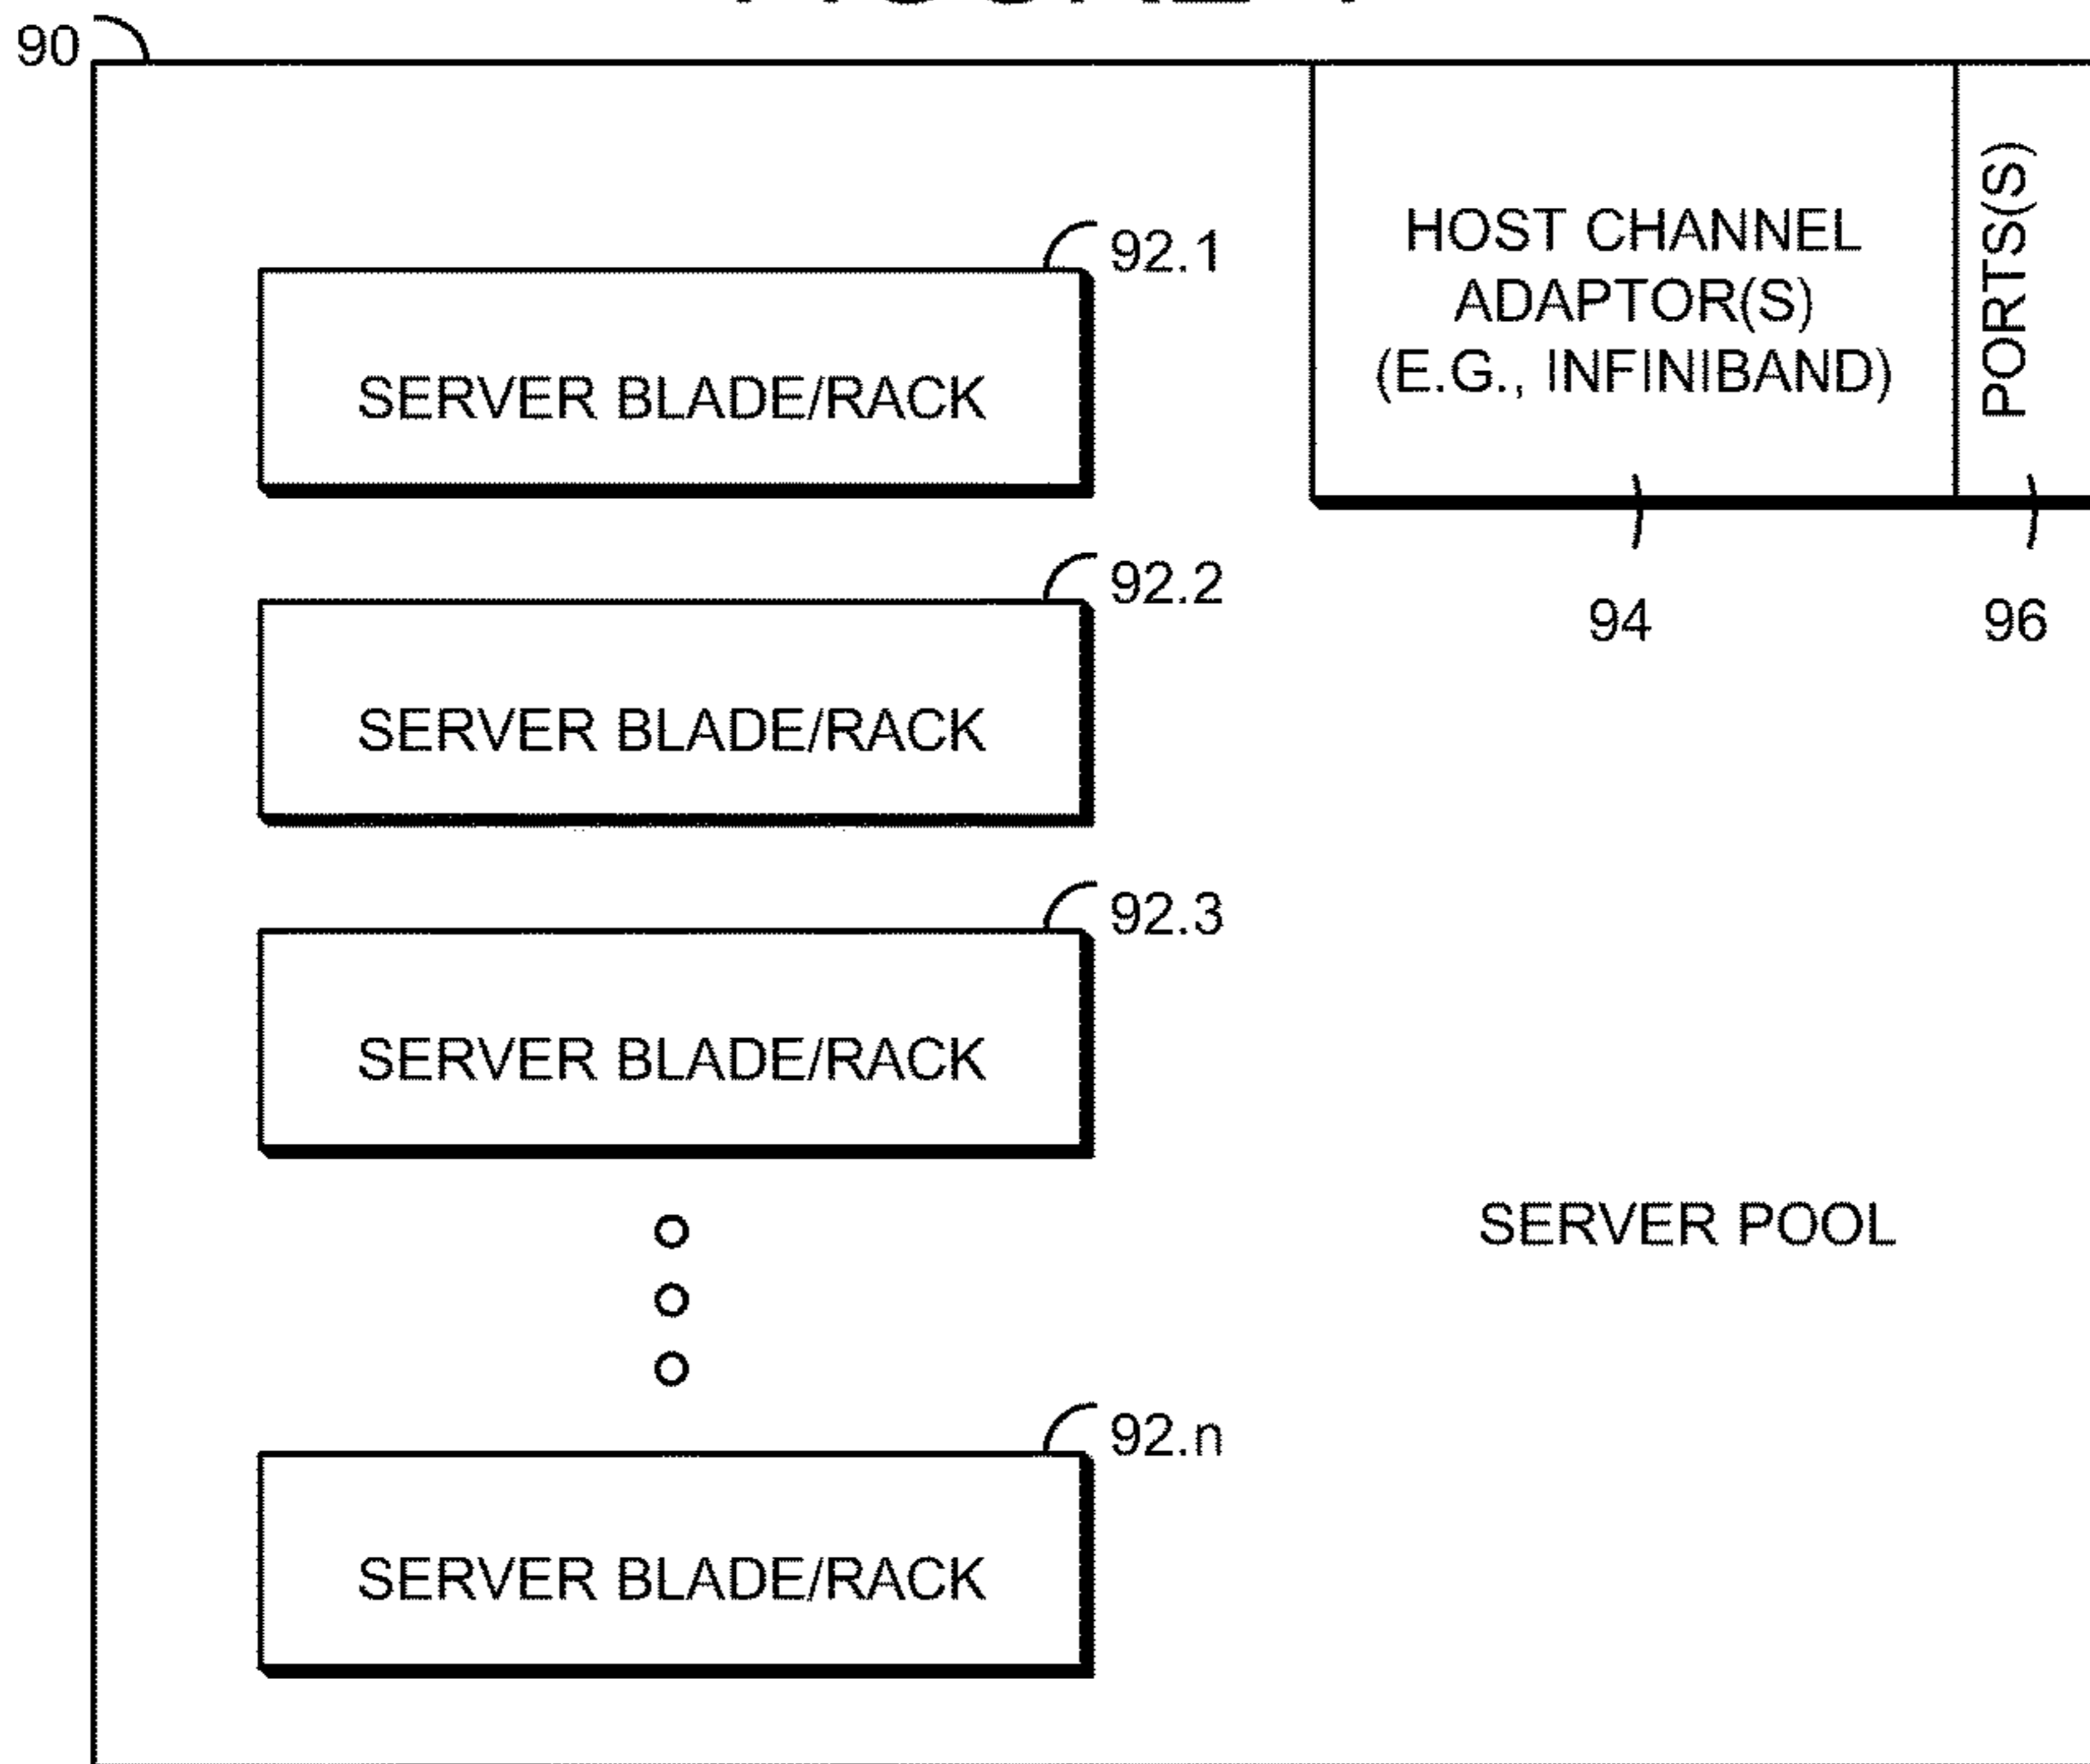 90
92.1
SERVER BLADE/RACK
HOST CHANNEL
ADAPTOR(S)
(E.G., INFINIBAND)
PORTS(S)
94
96
92.2
SERVER BLADE/RACK
92.3
SERVER BLADE/RACK
SERVER POOL
92.n
SERVER BLADE/RACK